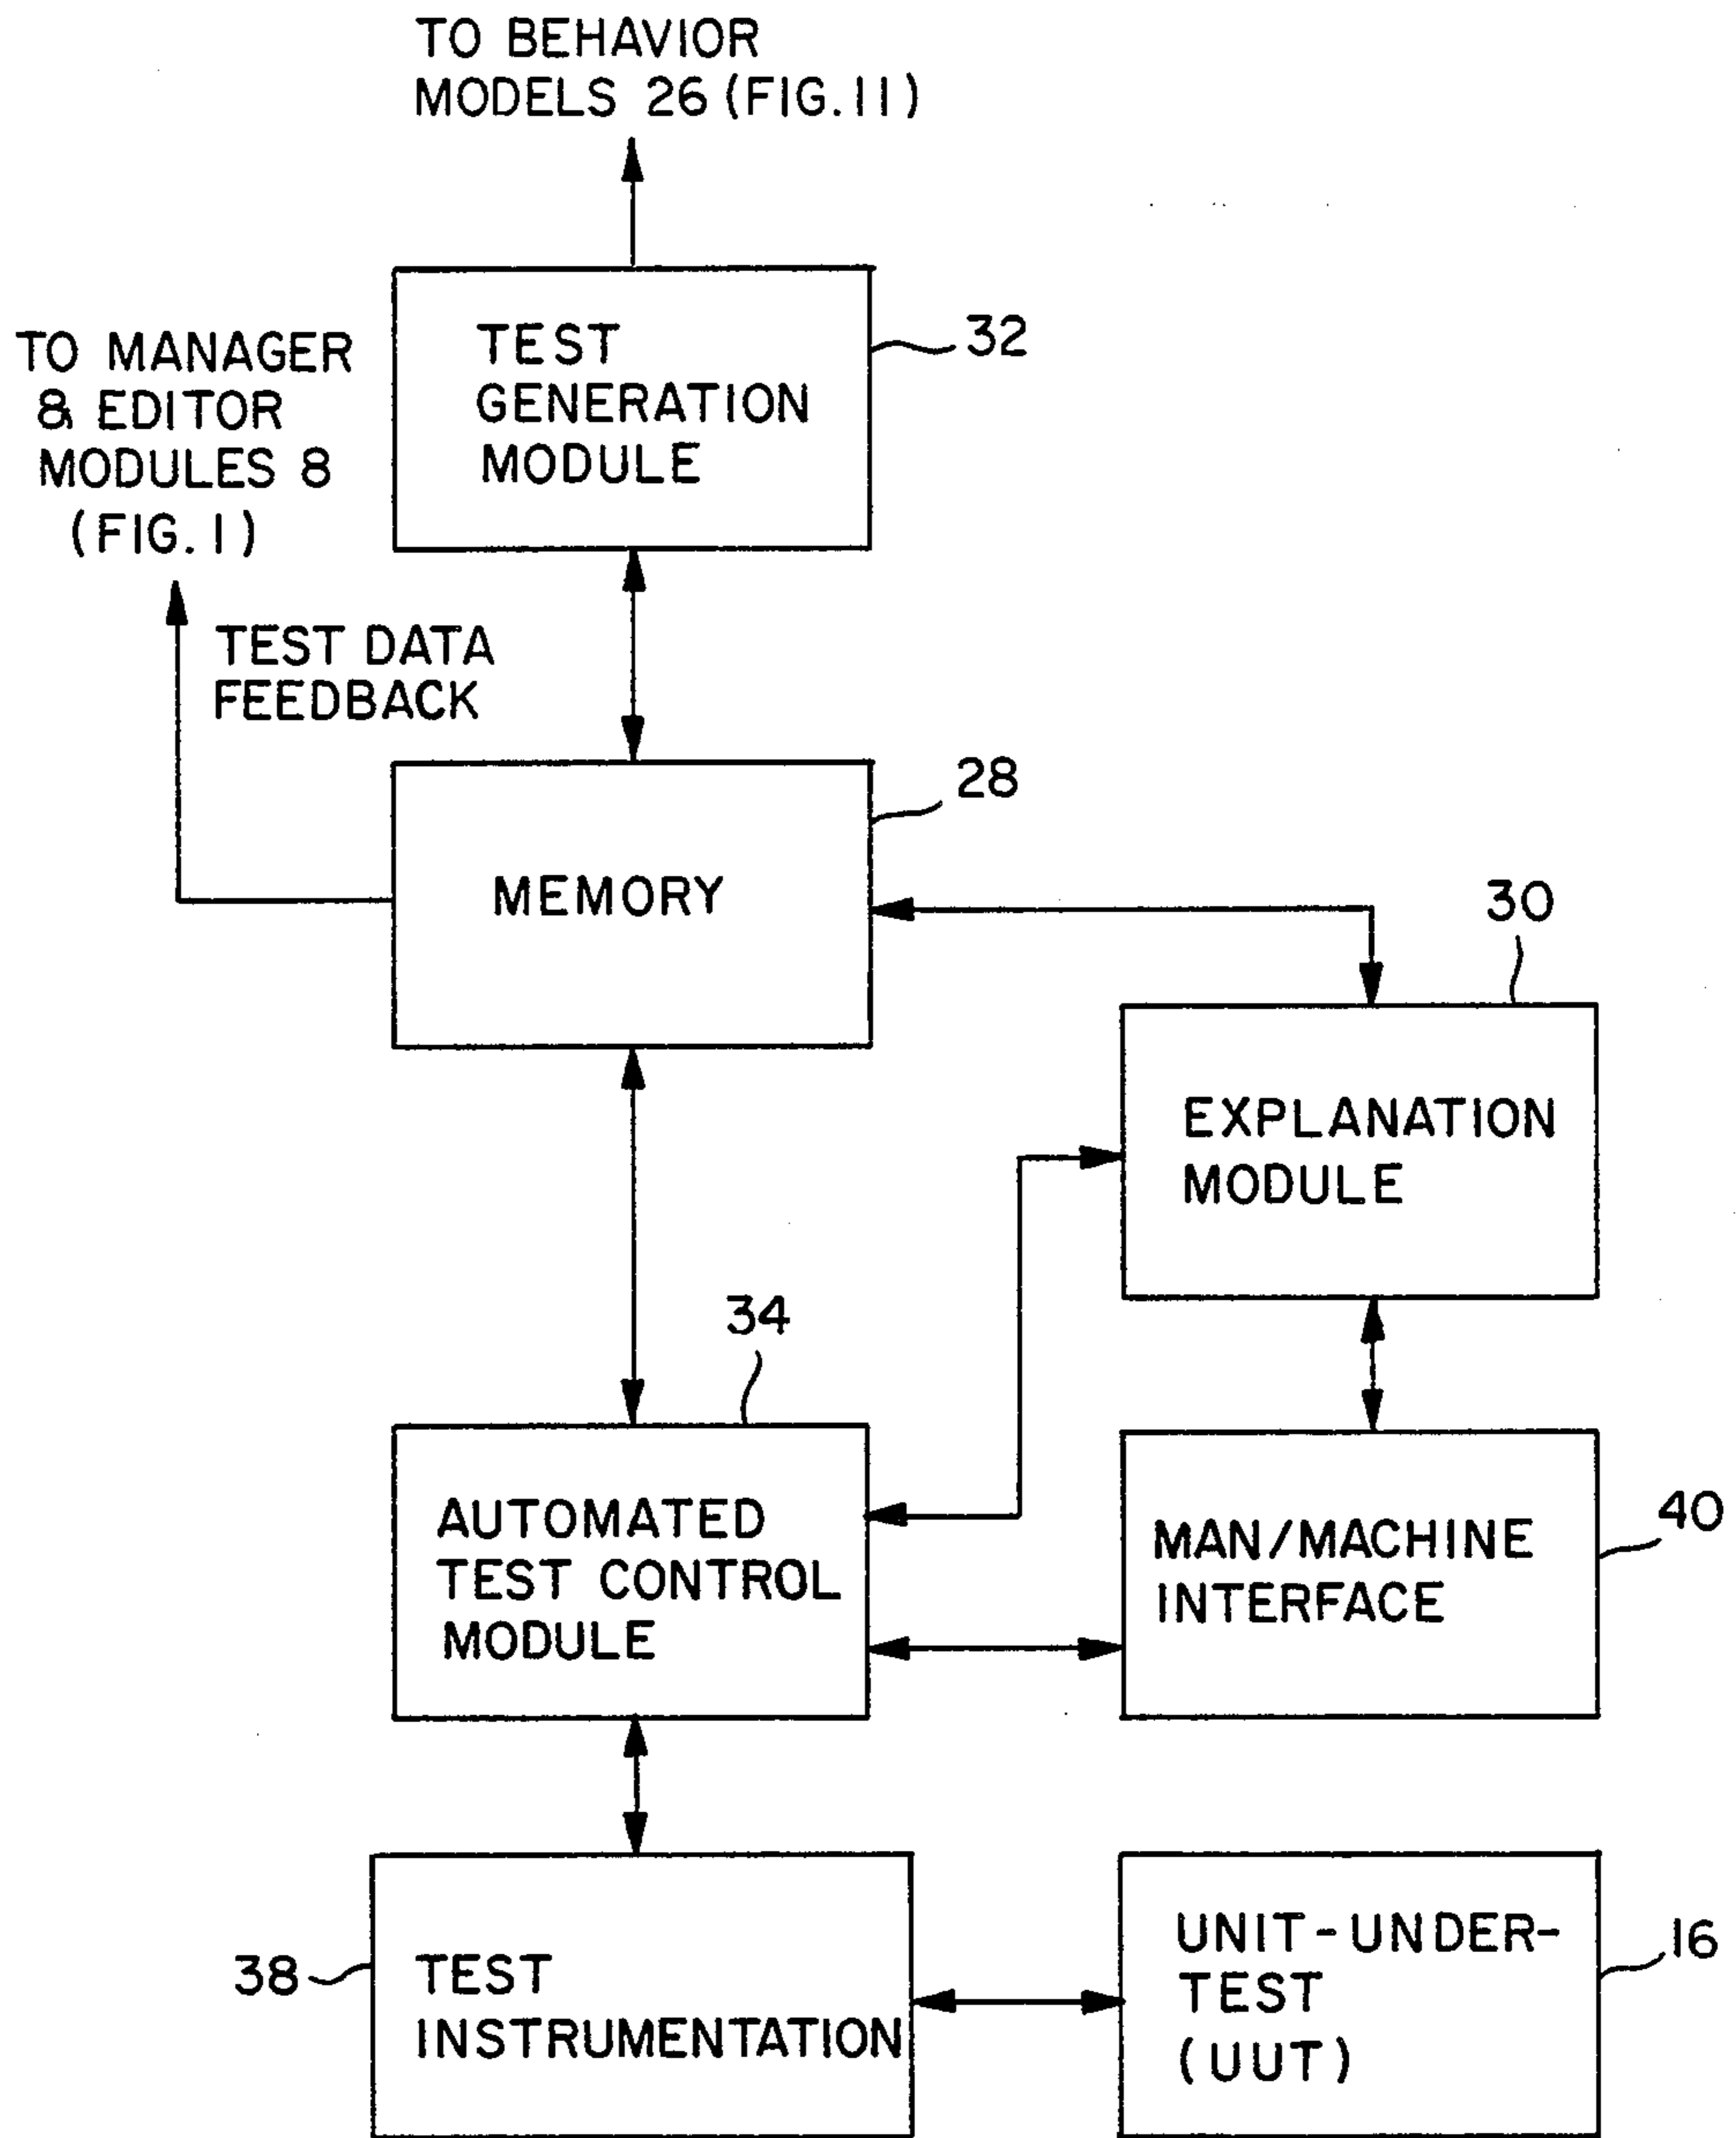 TO BEHAVIOR
MODELS 26 (FIG. 11)
TEST
GENERATION
MODULE
32
TO MANAGER
& EDITOR
MODULES 8
(FIG. 1)
TEST DATA
FEEDBACK
28
MEMORY
30
EXPLANATION
MODULE
34
AUTOMATED
TEST CONTROL
MODULE
MAN/MACHINE
INTERFACE
40
38
TEST
INSTRUMENTATION
UNIT-UNDER-
TEST
(UUT)
16